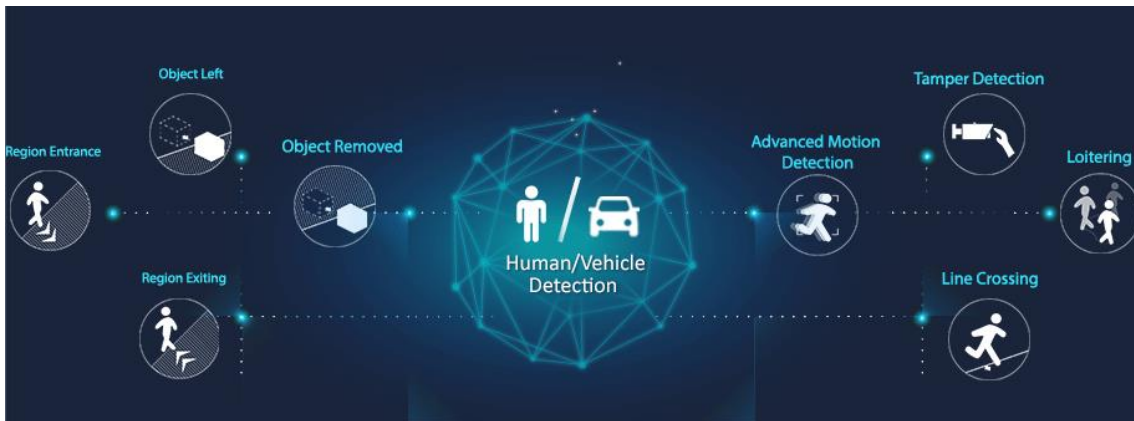 Object Left
Region Entrance
Object Removed
Region Exiting
Human/Vehicle
Detection
Advanced Motion
Detection
Tamper Detection
Loitering
Line Crossing